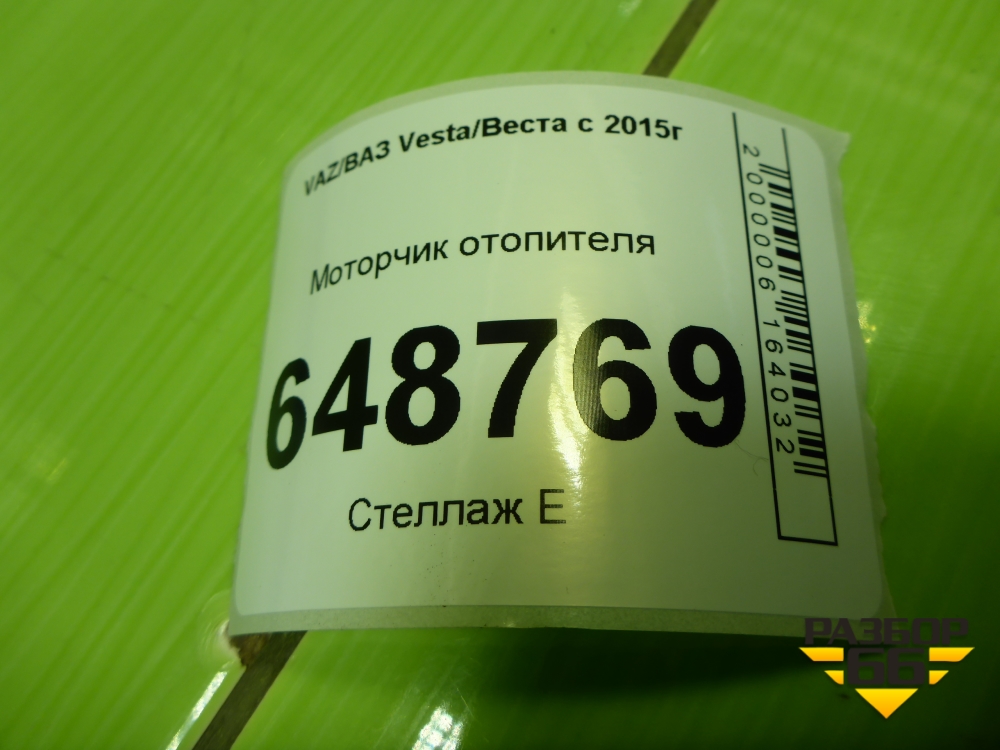 VAZ/ВАЗ Vesta/Веста с 2015г
Моторчик отопителя
648769
Стеллаж E
2000006164032
РАЗБОР
66